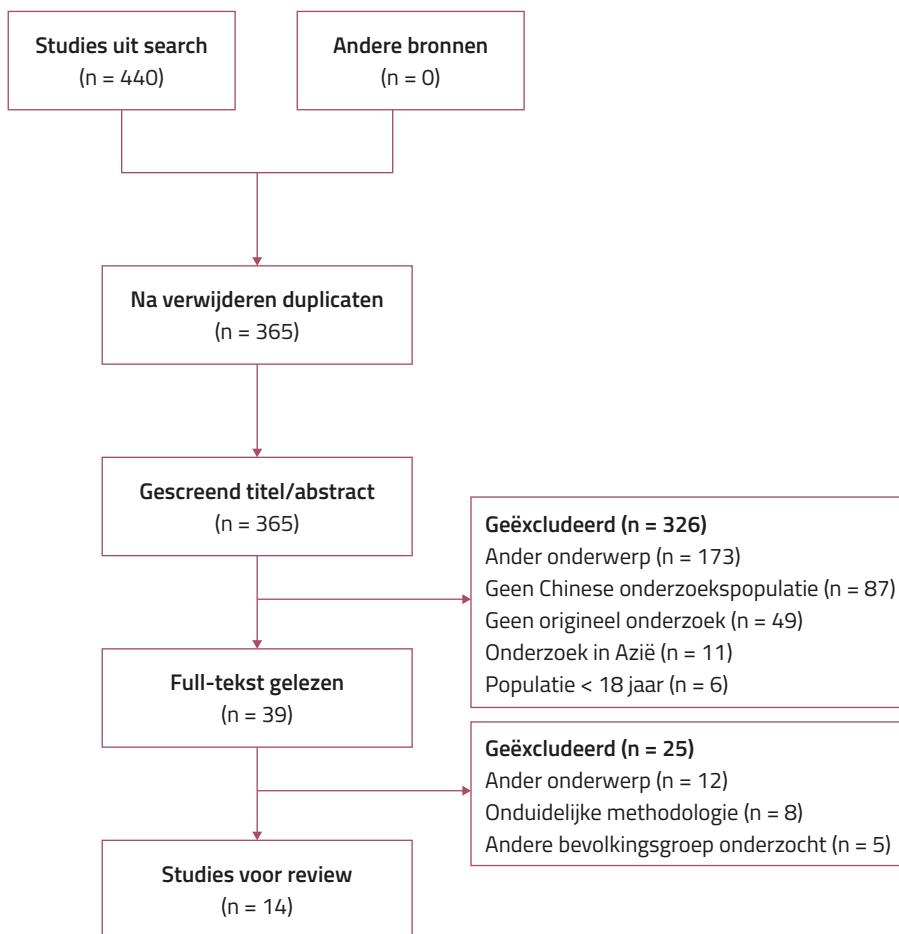 Studies uit search
(n = 440)
Andere bronnen
(n = 0)
Na verwijderen duplicaten
(n = 365)
Gescreend titel/abstract
(n = 365)
Geëxcludeerd (n = 326)
Ander onderwerp (n = 173)
Geen Chinese onderzoekspopulatie (n = 87)
Geen origineel onderzoek (n = 49)
Onderzoek in Azië (n = 11)
Populatie < 18 jaar (n = 6)
Full-tekst gelezen
(n = 39)
Geëxcludeerd (n = 25)
Ander onderwerp (n = 12)
Onduidelijke methodologie (n = 8)
Andere bevolkingsgroep onderzocht (n = 5)
Studies voor review
(n = 14)